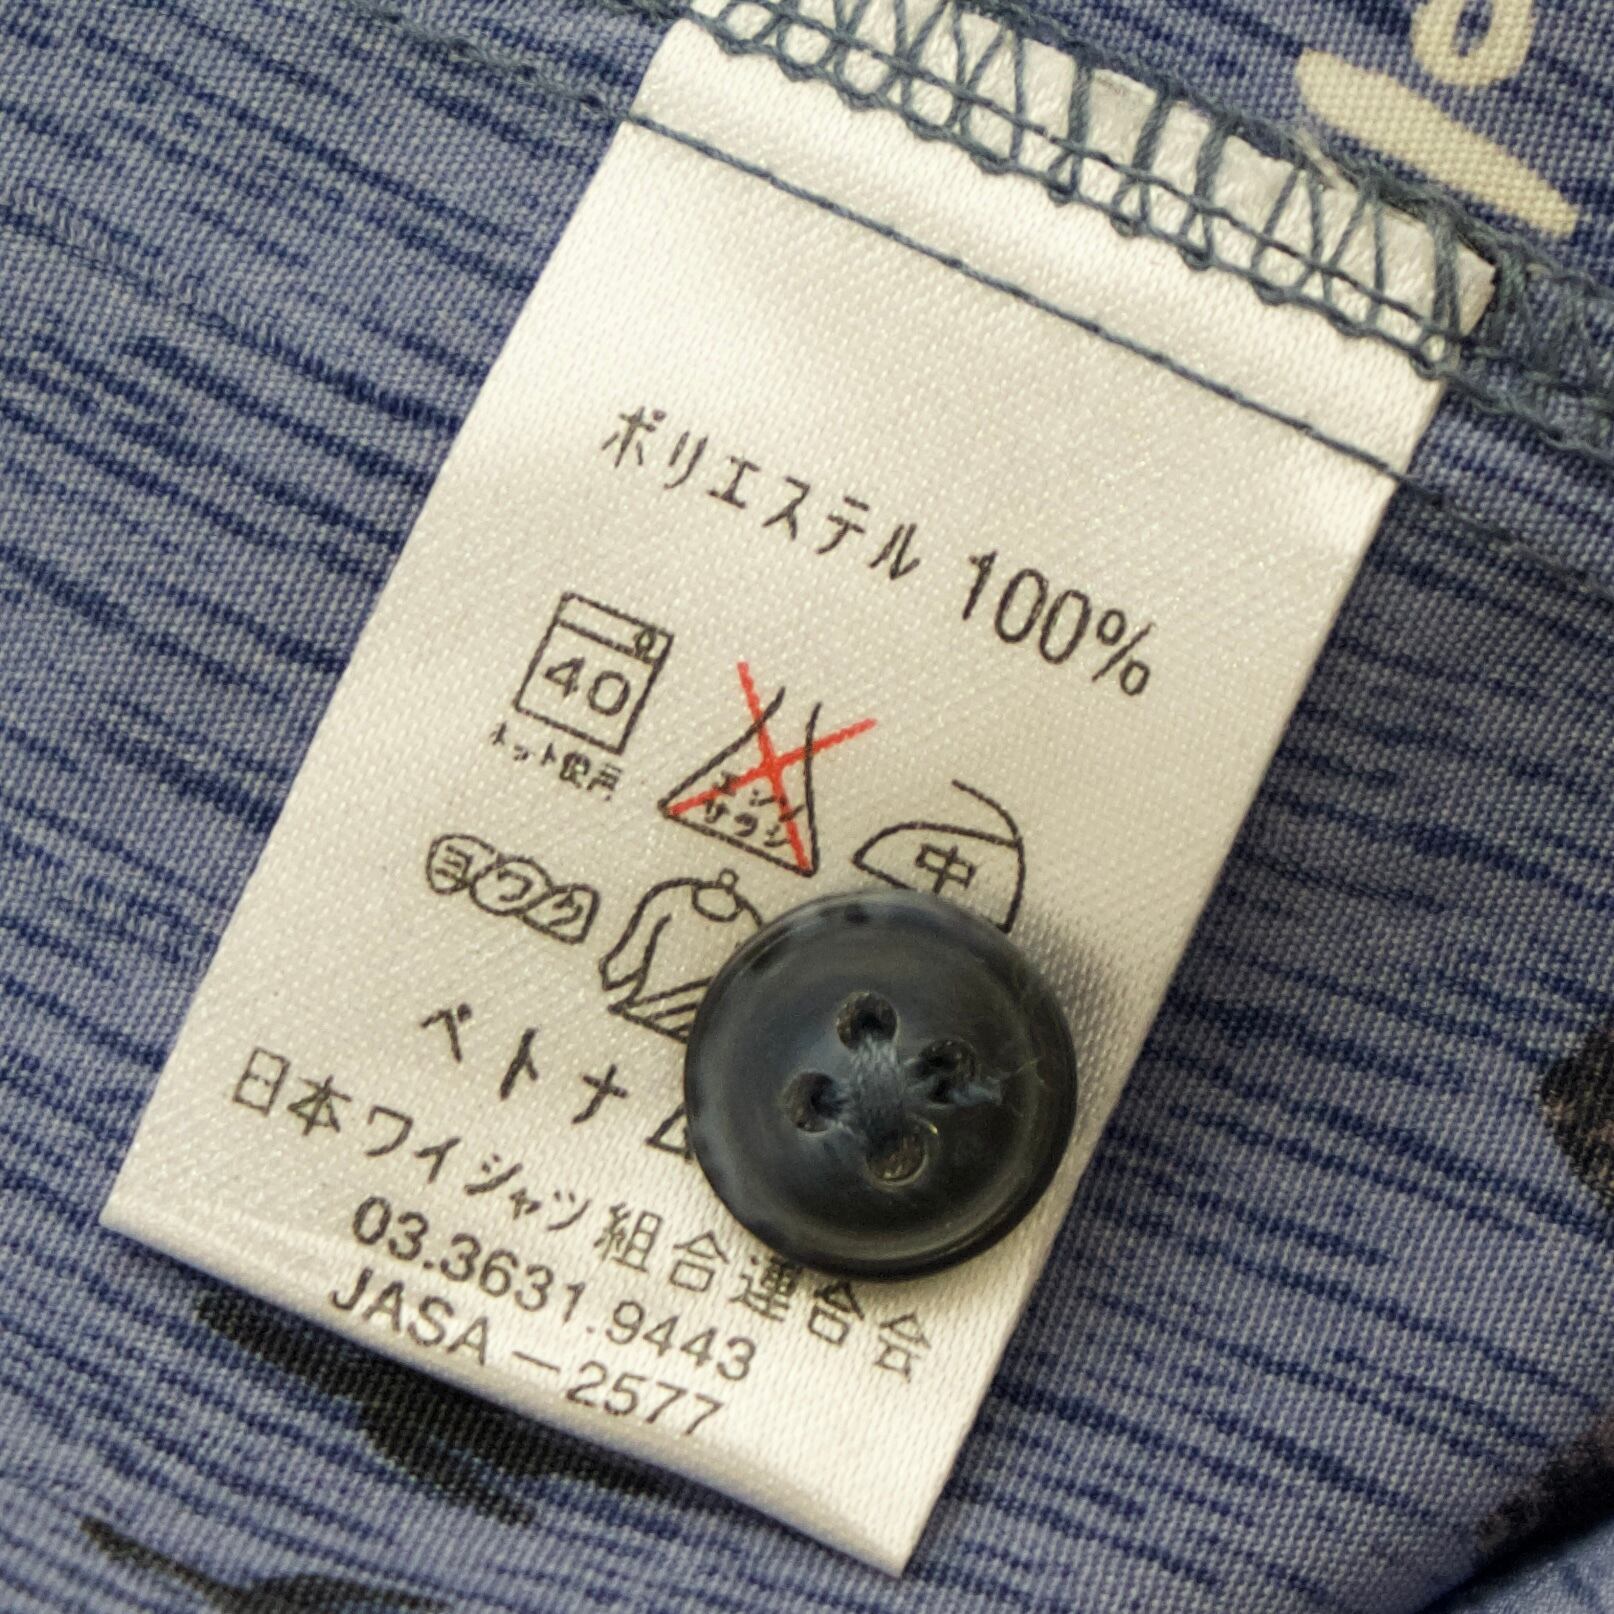 ポリエステル 100%
40
ネット使用
エンソ
サラシ
中
ヨワク
ベトナム
日本ワイシャツ組合連合会
03.3631.9443
JASA－2577